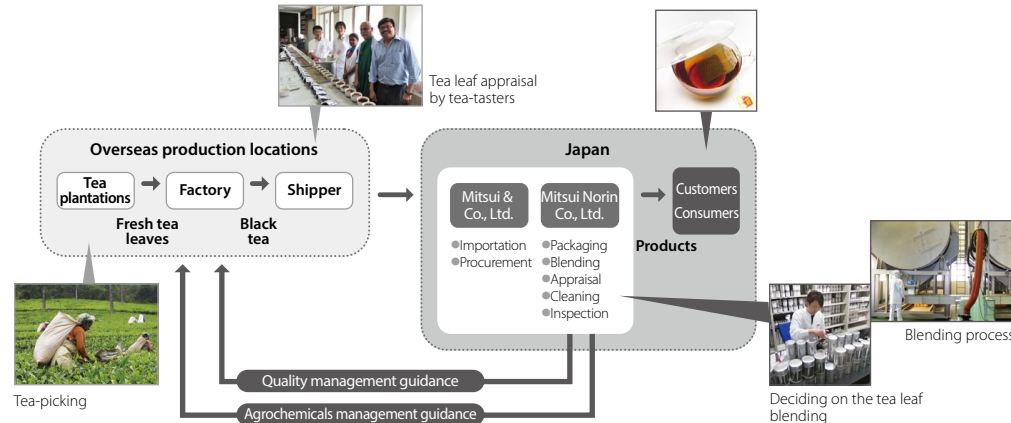 Tea leaf appraisal
by tea-tasters
Overseas production locations
Tea
plantations
Factory
Shipper
Fresh tea
leaves
Black
tea
Japan
Mitsui &
Co., Ltd.
●Importation
●Procurement
Mitsui Norin
Co., Ltd.
●Packaging
●Blending
●Appraisal
●Cleaning
●Inspection
Products
Customers
Consumers
Tea-picking
Quality management guidance
Agrochemicals management guidance
Deciding on the tea leaf
blending
Blending process